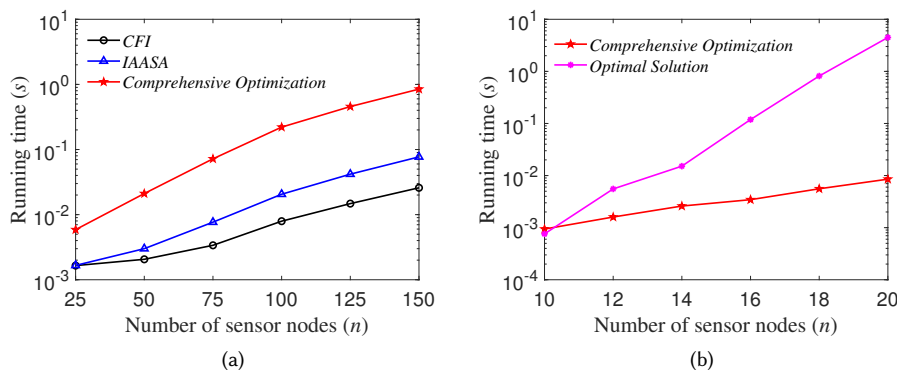 10^1
10^0
10^-1
10^-2
10^-3
Running time (s)
CFI
IAASA
Comprehensive Optimization
25 50 75 100 125 150
Number of sensor nodes (n)
(a)
10^1
10^0
10^-1
10^-2
10^-3
10^-4
Running time (s)
Comprehensive Optimization
Optimal Solution
10 12 14 16 18 20
Number of sensor nodes (n)
(b)